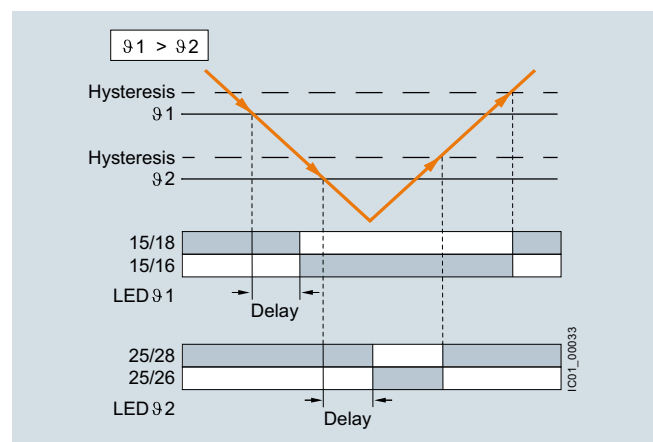 ϑ1 > ϑ2
Hysteresis
ϑ1
Hysteresis
ϑ2
15/18
15/16
LED ϑ1
Delay
25/28
25/26
LED ϑ2
Delay
IC01_00033